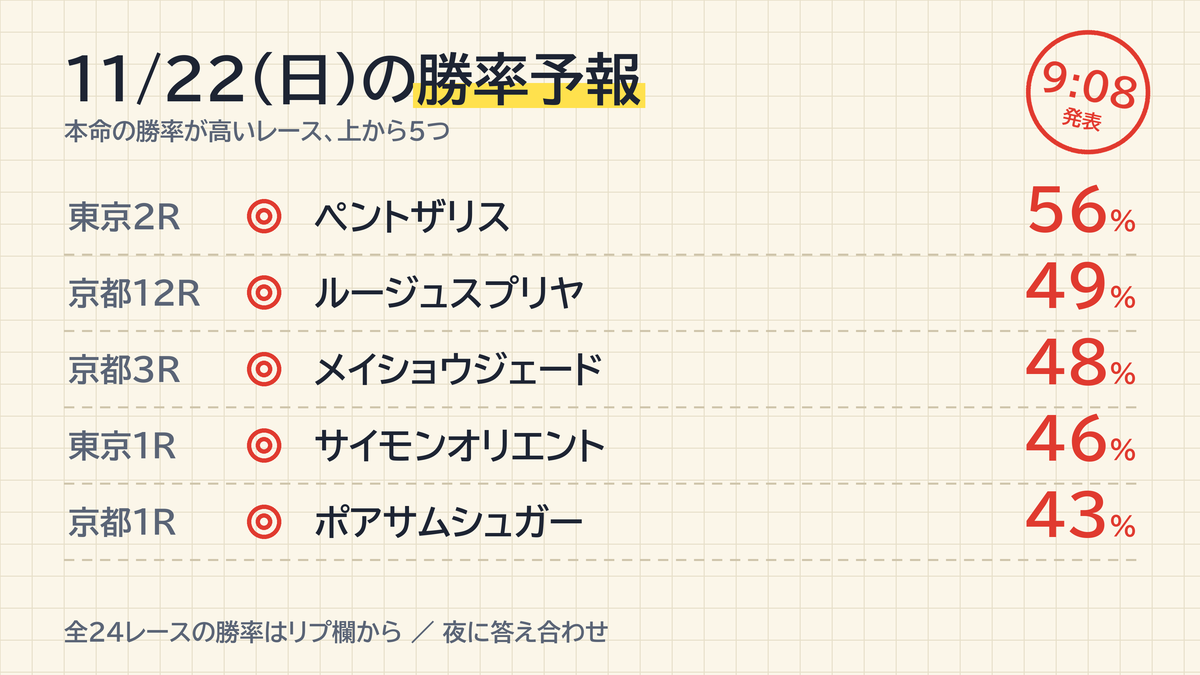 11/22(日)の勝率予報
9:08
発表
本命の勝率が高いレース、上から5つ
東京2R ◎ ペントザリス 56%
京都12R ◎ ルージュスプリヤ 49%
京都3R ◎ メイショウジェード 48%
東京1R ◎ サイモンオリエント 46%
京都1R ◎ ポアサムシュガー 43%
全24レースの勝率はリプ欄から / 夜に答え合わせ